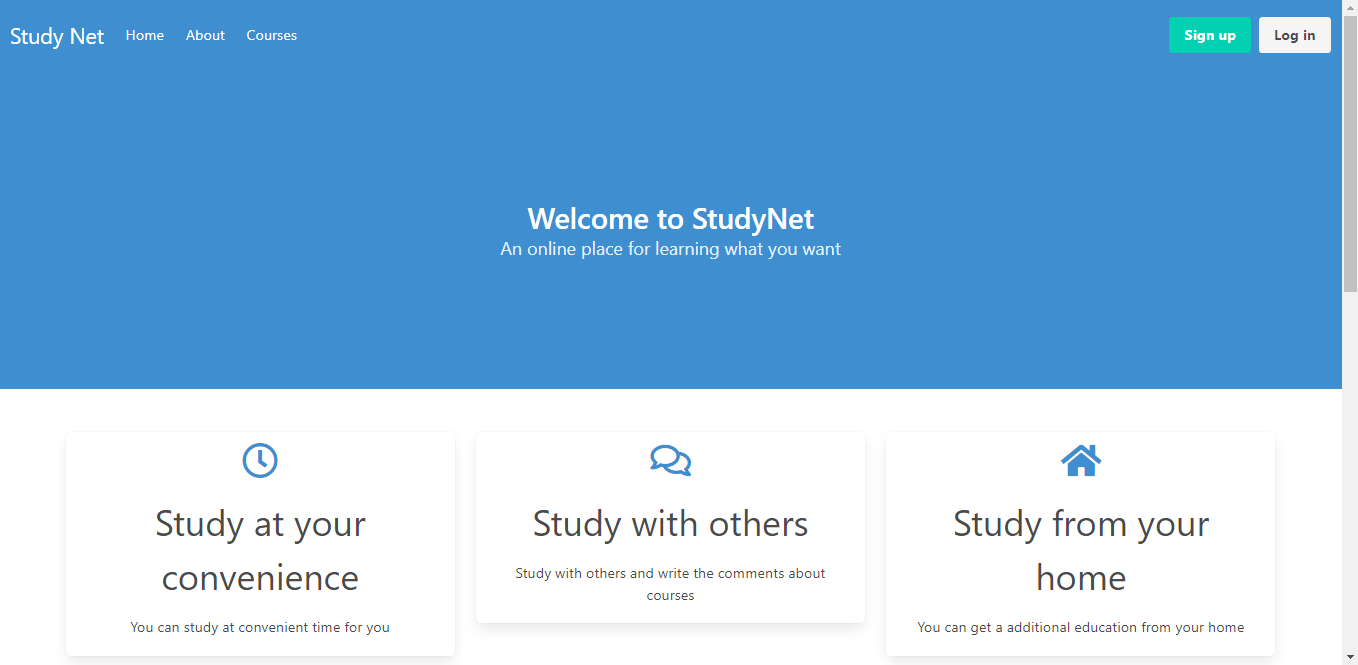 Study Net Home About Courses Sign up Log in
Welcome to StudyNet
An online place for learning what you want
Study at your
convenience
You can study at convenient time for you
Study with others
Study with others and write the comments about
courses
Study from your
home
You can get a additional education from your home